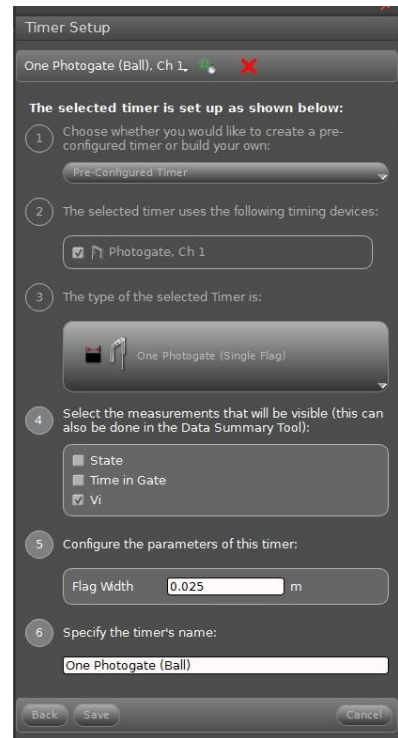 Timer Setup
One Photogate (Ball), Ch 1
The selected timer is set up as shown below:
1
Choose whether you would like to create a pre-
configured timer or build your own:
Pre-Configured Timer
2
The selected timer uses the following timing devices:
Photogate, Ch 1
3
The type of the selected Timer is:
One Photogate (Single Flag)
4
Select the measurements that will be visible (this can
also be done in the Data Summary Tool):
State
Time in Gate
Vi
5
Configure the parameters of this timer:
Flag Width 0.025 m
6
Specify the timer's name:
One Photogate (Ball)
Back Save Cancel